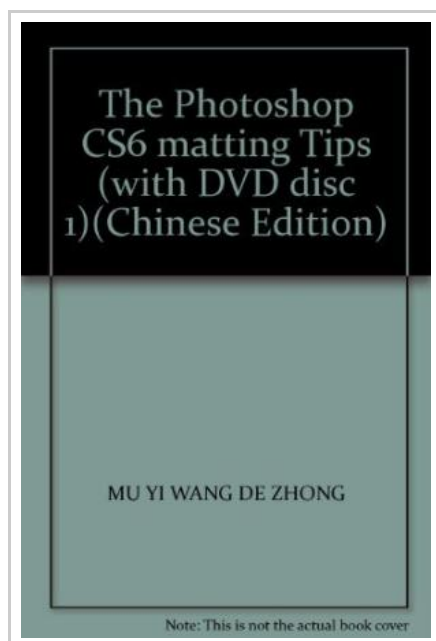 The Photoshop
CS6 matting Tips
(with DVD disc
1)(Chinese Edition)
MU YI WANG DE ZHONG
Note: This is not the actual book cover